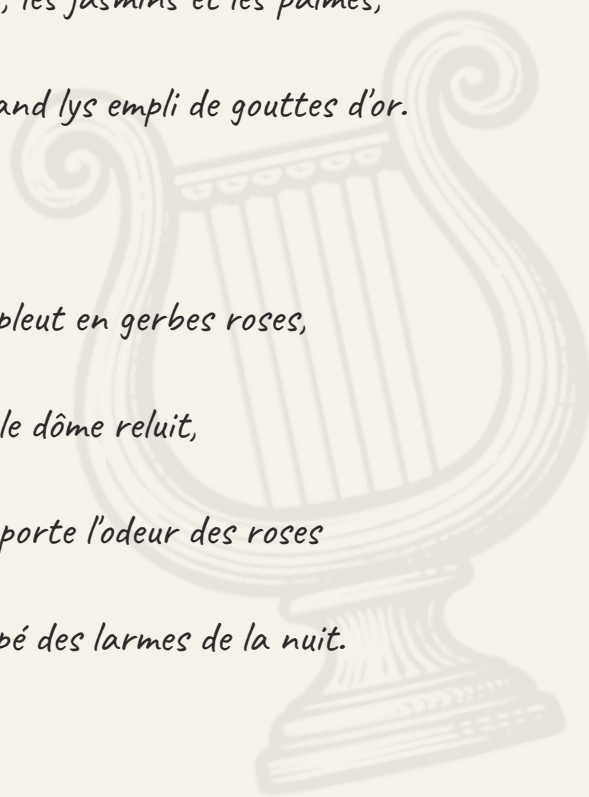 , les jasmins et les palmes,
and lys empli de gouttes d'or.
pleut en gerbes roses,
le dôme reluit,
porte l'odeur des roses
pé des larmes de la nuit.